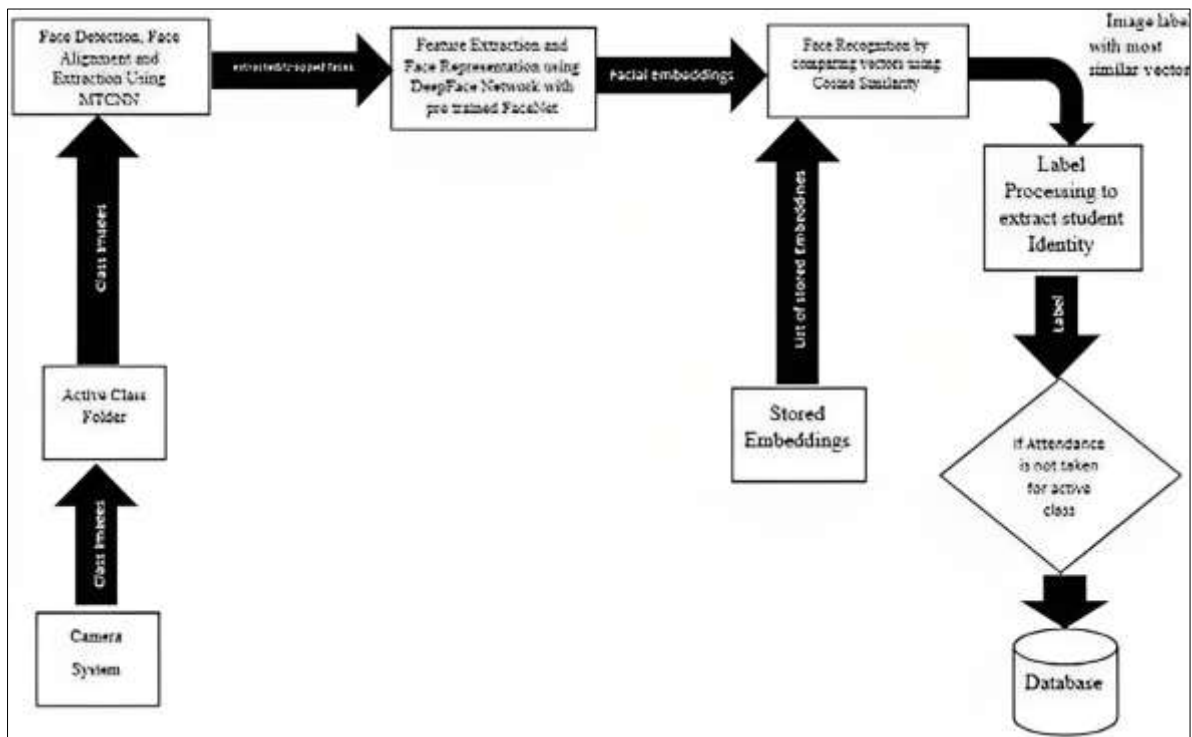 Face Detection, Face
Alignment and
Extraction Using
MTCNN
extracted/cropped faces
Feature Extraction and
Face Representation using
DeepFace Network with
pre trained FaceNet
Facial Embeddings
Face Recognition by
comparing vectors using
Cosine Similarity
Image label
with most
similar vector
Label
Processing to
extract student
Identity
Label
If Attendance
is not taken
for active
class
Database
List of stored Embeddings
Stored
Embeddings
Class Images
Active Class
Folder
Class Images
Camera
System